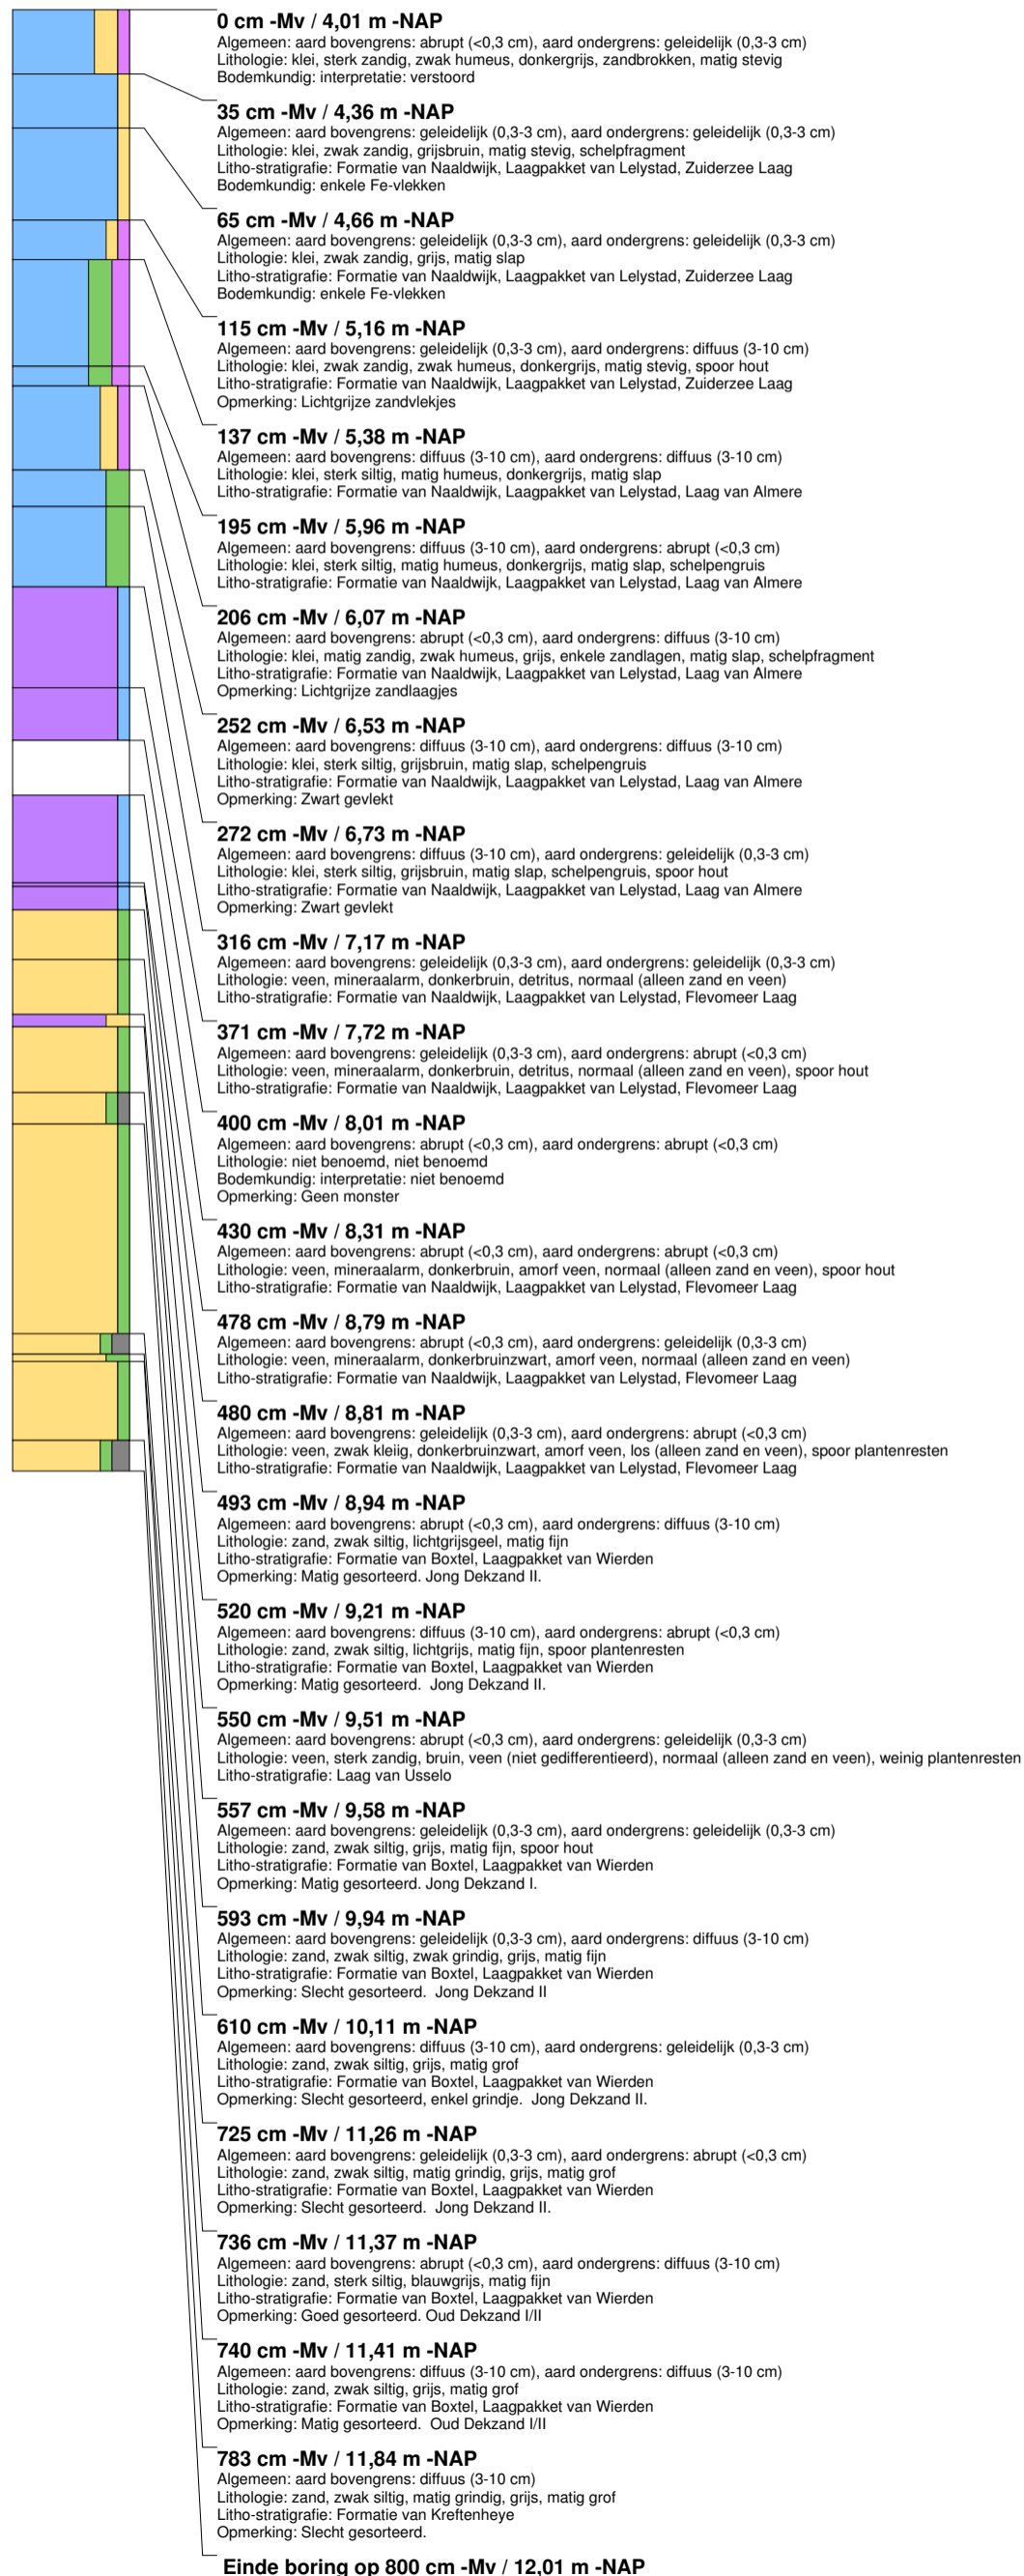 0 cm -Mv / 4,01 m -NAP
Algemeen: aard bovengrens: abrupt (<0,3 cm), aard ondergrens: geleidelijk (0,3-3 cm)
Lithologie: klei, sterk zandig, zwak humeus, donkergrijs, zandbrokken, matig stevig
Bodemkundig: interpretatie: verstoord
35 cm -Mv / 4,36 m -NAP
Algemeen: aard bovengrens: geleidelijk (0,3-3 cm), aard ondergrens: geleidelijk (0,3-3 cm)
Lithologie: klei, zwak zandig, grijsbruin, matig stevig, schelpfragment
Litho-stratigrafie: Formatie van Naaldwijk, Laagpakket van Lelystad, Zuiderzee Laag
Bodemkundig: enkele Fe-vlekken
65 cm -Mv / 4,66 m -NAP
Algemeen: aard bovengrens: geleidelijk (0,3-3 cm), aard ondergrens: geleidelijk (0,3-3 cm)
Lithologie: klei, zwak zandig, grijs, matig slap
Litho-stratigrafie: Formatie van Naaldwijk, Laagpakket van Lelystad, Zuiderzee Laag
Bodemkundig: enkele Fe-vlekken
115 cm -Mv / 5,16 m -NAP
Algemeen: aard bovengrens: geleidelijk (0,3-3 cm), aard ondergrens: diffuus (3-10 cm)
Lithologie: klei, zwak zandig, zwak humeus, donkergrijs, matig stevig, spoor hout
Litho-stratigrafie: Formatie van Naaldwijk, Laagpakket van Lelystad, Zuiderzee Laag
Opmerking: Lichtgrijze zandvlekjes
137 cm -Mv / 5,38 m -NAP
Algemeen: aard bovengrens: diffuus (3-10 cm), aard ondergrens: diffuus (3-10 cm)
Lithologie: klei, sterk siltig, matig humeus, donkergrijs, matig slap
Litho-stratigrafie: Formatie van Naaldwijk, Laagpakket van Lelystad, Laag van Almere
195 cm -Mv / 5,96 m -NAP
Algemeen: aard bovengrens: diffuus (3-10 cm), aard ondergrens: abrupt (<0,3 cm)
Lithologie: klei, sterk siltig, matig humeus, donkergrijs, matig slap, schelpengruis
Litho-stratigrafie: Formatie van Naaldwijk, Laagpakket van Lelystad, Laag van Almere
206 cm -Mv / 6,07 m -NAP
Algemeen: aard bovengrens: abrupt (<0,3 cm), aard ondergrens: diffuus (3-10 cm)
Lithologie: klei, matig zandig, zwak humeus, grijs, enkele zandlagen, matig slap, schelpfragment
Litho-stratigrafie: Formatie van Naaldwijk, Laagpakket van Lelystad, Laag van Almere
Opmerking: Lichtgrijze zandlaagjes
252 cm -Mv / 6,53 m -NAP
Algemeen: aard bovengrens: diffuus (3-10 cm), aard ondergrens: diffuus (3-10 cm)
Lithologie: klei, sterk siltig, grijsbruin, matig slap, schelpengruis
Litho-stratigrafie: Formatie van Naaldwijk, Laagpakket van Lelystad, Laag van Almere
Opmerking: Zwart gevlekt
272 cm -Mv / 6,73 m -NAP
Algemeen: aard bovengrens: diffuus (3-10 cm), aard ondergrens: geleidelijk (0,3-3 cm)
Lithologie: klei, sterk siltig, grijsbruin, matig slap, schelpengruis, spoor hout
Litho-stratigrafie: Formatie van Naaldwijk, Laagpakket van Lelystad, Laag van Almere
Opmerking: Zwart gevlekt
316 cm -Mv / 7,17 m -NAP
Algemeen: aard bovengrens: geleidelijk (0,3-3 cm), aard ondergrens: geleidelijk (0,3-3 cm)
Lithologie: veen, mineraalarm, donkerbruin, detritus, normaal (alleen zand en veen)
Litho-stratigrafie: Formatie van Naaldwijk, Laagpakket van Lelystad, Flevomeer Laag
371 cm -Mv / 7,72 m -NAP
Algemeen: aard bovengrens: geleidelijk (0,3-3 cm), aard ondergrens: abrupt (<0,3 cm)
Lithologie: veen, mineraalarm, donkerbruin, detritus, normaal (alleen zand en veen), spoor hout
Litho-stratigrafie: Formatie van Naaldwijk, Laagpakket van Lelystad, Flevomeer Laag
400 cm -Mv / 8,01 m -NAP
Algemeen: aard bovengrens: abrupt (<0,3 cm), aard ondergrens: abrupt (<0,3 cm)
Lithologie: niet benoemd, niet benoemd
Bodemkundig: interpretatie: niet benoemd
Opmerking: Geen monster
430 cm -Mv / 8,31 m -NAP
Algemeen: aard bovengrens: abrupt (<0,3 cm), aard ondergrens: abrupt (<0,3 cm)
Lithologie: veen, mineraalarm, donkerbruin, amorf veen, normaal (alleen zand en veen), spoor hout
Litho-stratigrafie: Formatie van Naaldwijk, Laagpakket van Lelystad, Flevomeer Laag
478 cm -Mv / 8,79 m -NAP
Algemeen: aard bovengrens: abrupt (<0,3 cm), aard ondergrens: geleidelijk (0,3-3 cm)
Lithologie: veen, mineraalarm, donkerbruinzwart, amorf veen, normaal (alleen zand en veen)
Litho-stratigrafie: Formatie van Naaldwijk, Laagpakket van Lelystad, Flevomeer Laag
480 cm -Mv / 8,81 m -NAP
Algemeen: aard bovengrens: geleidelijk (0,3-3 cm), aard ondergrens: abrupt (<0,3 cm)
Lithologie: veen, zwak kleiig, donkerbruinzwart, amorf veen, los (alleen zand en veen), spoor plantenresten
Litho-stratigrafie: Formatie van Naaldwijk, Laagpakket van Lelystad, Flevomeer Laag
493 cm -Mv / 8,94 m -NAP
Algemeen: aard bovengrens: abrupt (<0,3 cm), aard ondergrens: diffuus (3-10 cm)
Lithologie: zand, zwak siltig, lichtgrijsgeel, matig fijn
Litho-stratigrafie: Formatie van Boxtel, Laagpakket van Wierden
Opmerking: Matig gesorteerd. Jong Dekzand II.
520 cm -Mv / 9,21 m -NAP
Algemeen: aard bovengrens: diffuus (3-10 cm), aard ondergrens: abrupt (<0,3 cm)
Lithologie: zand, zwak siltig, lichtgrijs, matig fijn, spoor plantenresten
Litho-stratigrafie: Formatie van Boxtel, Laagpakket van Wierden
Opmerking: Matig gesorteerd.  Jong Dekzand II.
550 cm -Mv / 9,51 m -NAP
Algemeen: aard bovengrens: abrupt (<0,3 cm), aard ondergrens: geleidelijk (0,3-3 cm)
Lithologie: veen, sterk zandig, bruin, veen (niet gedifferentieerd), normaal (alleen zand en veen), weinig plantenresten
Litho-stratigrafie: Laag van Usselo
557 cm -Mv / 9,58 m -NAP
Algemeen: aard bovengrens: geleidelijk (0,3-3 cm), aard ondergrens: geleidelijk (0,3-3 cm)
Lithologie: zand, zwak siltig, grijs, matig fijn, spoor hout
Litho-stratigrafie: Formatie van Boxtel, Laagpakket van Wierden
Opmerking: Matig gesorteerd. Jong Dekzand I.
593 cm -Mv / 9,94 m -NAP
Algemeen: aard bovengrens: geleidelijk (0,3-3 cm), aard ondergrens: diffuus (3-10 cm)
Lithologie: zand, zwak siltig, zwak grindig, grijs, matig fijn
Litho-stratigrafie: Formatie van Boxtel, Laagpakket van Wierden
Opmerking: Slecht gesorteerd.  Jong Dekzand II
610 cm -Mv / 10,11 m -NAP
Algemeen: aard bovengrens: diffuus (3-10 cm), aard ondergrens: geleidelijk (0,3-3 cm)
Lithologie: zand, zwak siltig, grijs, matig grof
Litho-stratigrafie: Formatie van Boxtel, Laagpakket van Wierden
Opmerking: Slecht gesorteerd, enkel grindje.  Jong Dekzand II.
725 cm -Mv / 11,26 m -NAP
Algemeen: aard bovengrens: geleidelijk (0,3-3 cm), aard ondergrens: abrupt (<0,3 cm)
Lithologie: zand, zwak siltig, matig grindig, grijs, matig grof
Litho-stratigrafie: Formatie van Boxtel, Laagpakket van Wierden
Opmerking: Slecht gesorteerd.  Jong Dekzand II.
736 cm -Mv / 11,37 m -NAP
Algemeen: aard bovengrens: abrupt (<0,3 cm), aard ondergrens: diffuus (3-10 cm)
Lithologie: zand, sterk siltig, blauwgrijs, matig fijn
Litho-stratigrafie: Formatie van Boxtel, Laagpakket van Wierden
Opmerking: Goed gesorteerd. Oud Dekzand I/II
740 cm -Mv / 11,41 m -NAP
Algemeen: aard bovengrens: diffuus (3-10 cm), aard ondergrens: diffuus (3-10 cm)
Lithologie: zand, zwak siltig, grijs, matig grof
Litho-stratigrafie: Formatie van Boxtel, Laagpakket van Wierden
Opmerking: Matig gesorteerd.  Oud Dekzand I/II
783 cm -Mv / 11,84 m -NAP
Algemeen: aard bovengrens: diffuus (3-10 cm)
Lithologie: zand, zwak siltig, matig grindig, grijs, matig grof
Litho-stratigrafie: Formatie van Kreftenheye
Opmerking: Slecht gesorteerd.
Einde boring op 800 cm -Mv / 12,01 m -NAP